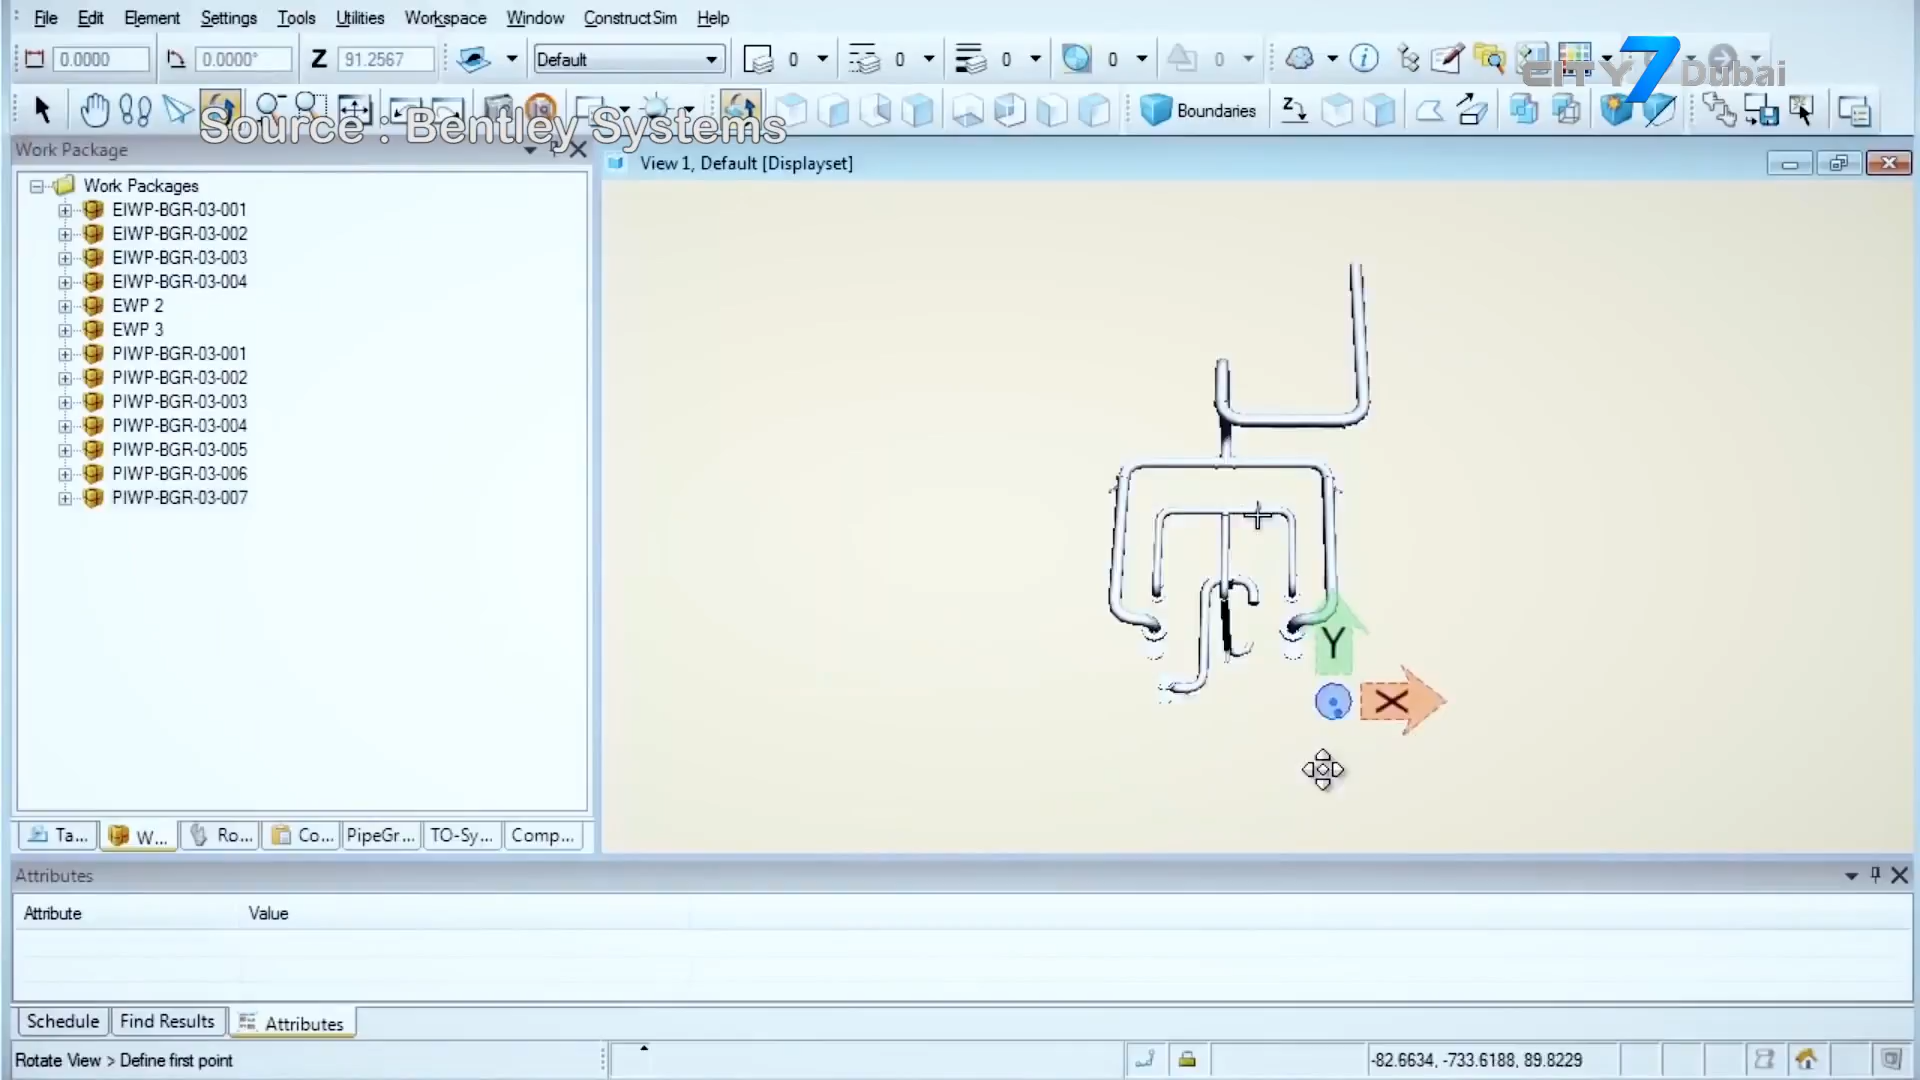 File Edit Element Settings Tools Utilities Workspace Window ConstructSim Help
0.0000 0.0000° Z 91.2567 Default 0 0 0 0 0
CITY 7 Dubai
Boundaries
Source : Bentley Systems
Work Package
View 1, Default [Displayset]
Work Packages
EIWP-BGR-03-001
EIWP-BGR-03-002
EIWP-BGR-03-003
EIWP-BGR-03-004
EWP 2
EWP 3
PIWP-BGR-03-001
PIWP-BGR-03-002
PIWP-BGR-03-003
PIWP-BGR-03-004
PIWP-BGR-03-005
PIWP-BGR-03-006
PIWP-BGR-03-007
Y
X
Ta... W... Ro... Co... PipeGr... TO-Sy... Comp...
Attributes
Attribute Value
Schedule Find Results Attributes
Rotate View > Define first point
-82.6634, -733.6188, 89.8229